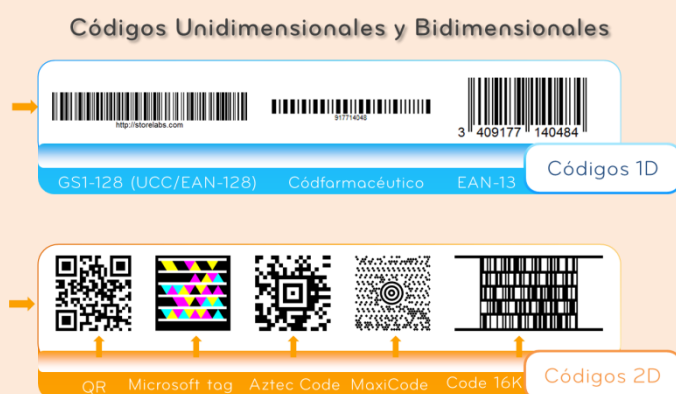 Códigos Unidimensionales y Bidimensionales
http://storelabs.com
917714048
3 409177 140484
GS1-128 (UCC/EAN-128) Códfarmacéutico EAN-13
Códigos 1D
QR Microsoft tag Aztec Code MaxiCode Code 16K
Códigos 2D